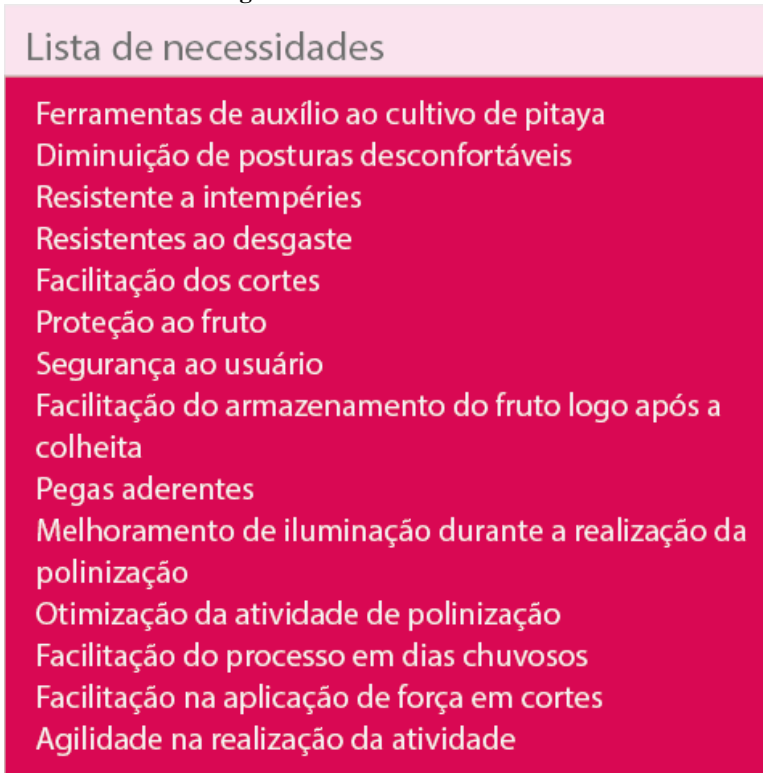 Lista de necessidades
Ferramentas de auxílio ao cultivo de pitaya
Diminuição de posturas desconfortáveis
Resistente a intempéries
Resistentes ao desgaste
Facilitação dos cortes
Proteção ao fruto
Segurança ao usuário
Facilitação do armazenamento do fruto logo após a
colheita
Pegas aderentes
Melhoramento de iluminação durante a realização da
polinização
Otimização da atividade de polinização
Facilitação do processo em dias chuvosos
Facilitação na aplicação de força em cortes
Agilidade na realização da atividade